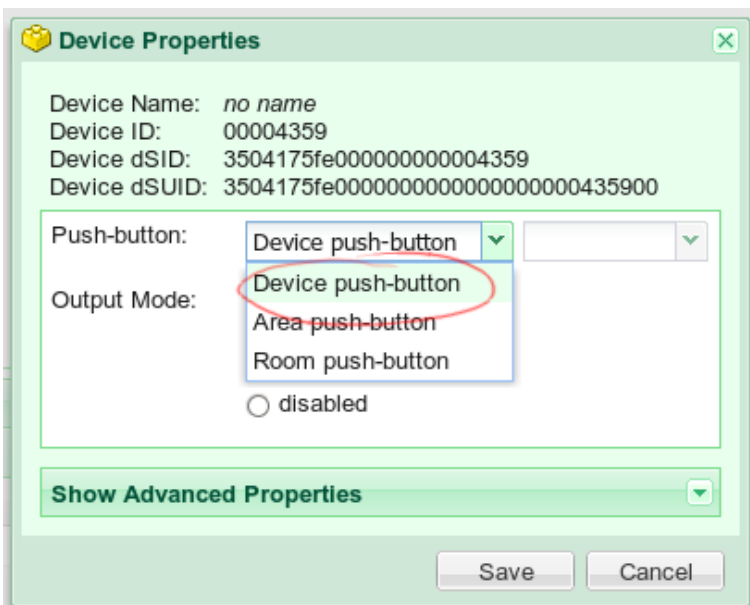 Device Properties
Device Name: no name
Device ID: 00004359
Device dSID: 3504175fe000000000004359
Device dSUID: 3504175fe0000000000000000000435900
Push-button: Device push-button
Device push-button
Output Mode:
Area push-button
Room push-button
disabled
Show Advanced Properties
Save Cancel